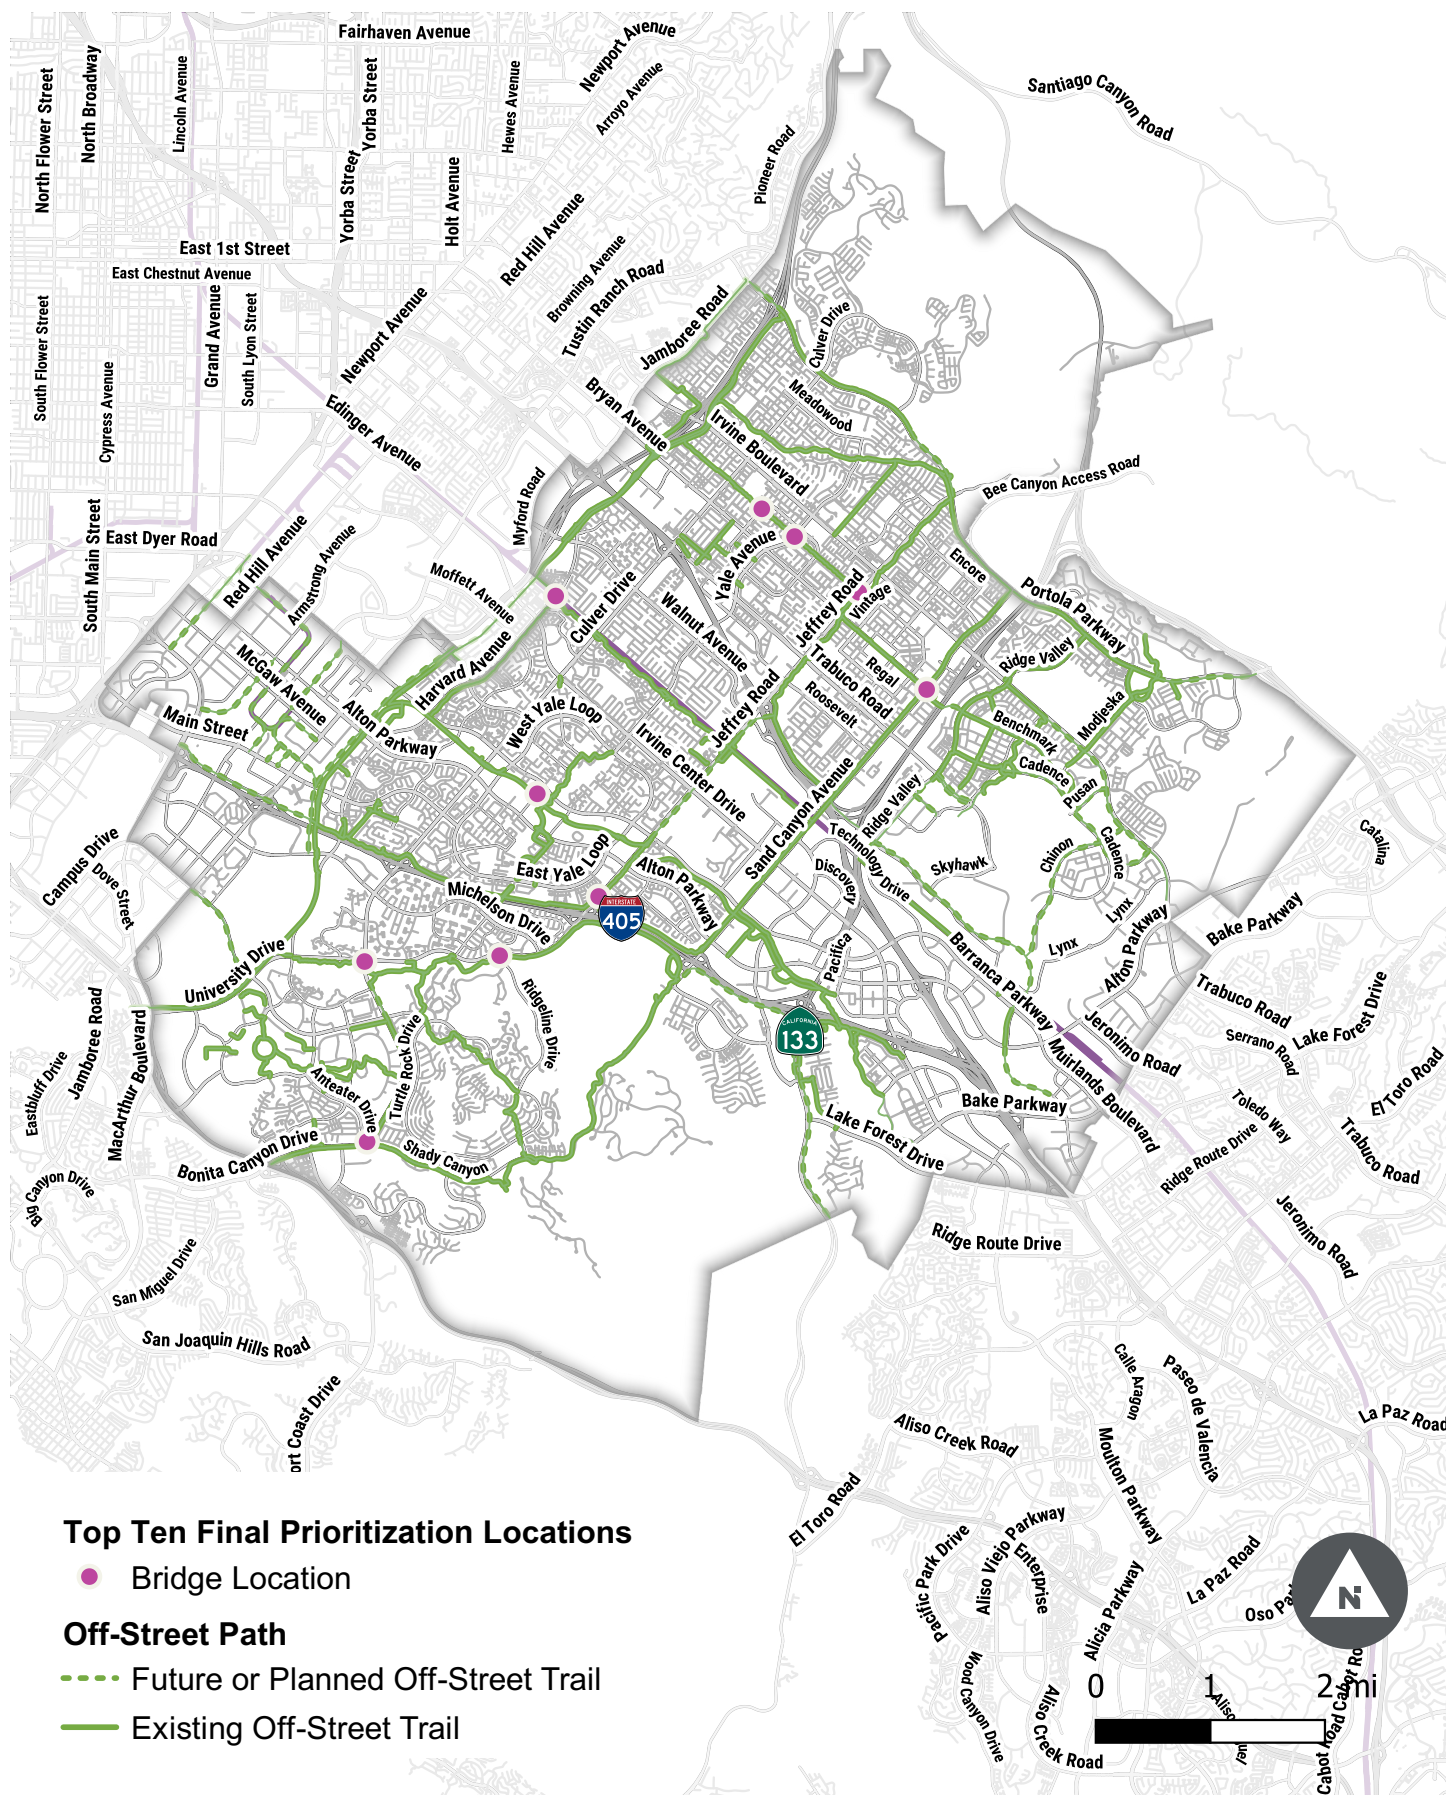 Fairhaven Avenue
Newport Avenue
North Broadway
North Flower Street
Lincoln Avenue
Yorba Street
Hewes Avenue
Arroyo Avenue
Santiago Canyon Road
Pioneer Road
Yorba Street
Holt Avenue
Red Hill Avenue
East 1st Street
East Chestnut Avenue
Browning Avenue
Tustin Ranch Road
South Flower Street
Grand Avenue
South Lyon Street
Newport Avenue
Jamboree Road
Culver Drive
Cypress Avenue
Edinger Avenue
Bryan Avenue
Meadowood
Irvine Boulevard
Bee Canyon Access Road
Myford Road
South Main Street
East Dyer Road
Red Hill Avenue
Armstrong Avenue
Moffett Avenue
Yale Avenue
Encore
Culver Drive
Walnut Avenue
Jeffrey Road
Vintage
Portola Parkway
Harvard Avenue
McGaw Avenue
Ridge Valley
Trabuco Road
Regal
Roosevelt
Main Street
Alton Parkway
West Yale Loop
Jeffrey Road
Modjeska
Benchmark
Irvine Center Drive
Cadence
Pusan
Sand Canyon Avenue
Ridge Valley
Technology Drive
Campus Drive
Dove Street
East Yale Loop
Alton Parkway
Discovery
Skyhawk
Chinon
Cadence
Catalina
Michelson Drive
INTERSTATE
405
Lynx
Lynx
Alton Parkway
Bake Parkway
University Drive
Pacifica
Barranca Parkway
Jamboree Road
MacArthur Boulevard
Ridgeline Drive
Turtle Rock Drive
CALIFORNIA
133
Trabuco Road
Lake Forest Drive
Serrano Road
Jeronimo Road
Muirlands Boulevard
Eastbluff Drive
Anteater Drive
Bake Parkway
El Toro Road
Toledo Way
Lake Forest Drive
Bonita Canyon Drive
Shady Canyon
Ridge Route Drive
Trabuco Road
Big Canyon Drive
Jeronimo Road
Ridge Route Drive
San Miguel Drive
San Joaquin Hills Road
Calle Aragon
Paseo de Valencia
ort Coast Drive
La Paz Road
Aliso Creek Road
Moulton Parkway
El Toro Road
Top Ten Final Prioritization Locations
Bridge Location
Off-Street Path
Future or Planned Off-Street Trail
Existing Off-Street Trail
Pacific Park Drive
Aliso Viejo Parkway
Enterprise
Alicia Parkway
La Paz Road
Oso Par
N
Wood Canyon Drive
Aliso Creek Road
Aliso
Cabot Road
Cabot Ro
0 1 2 mi